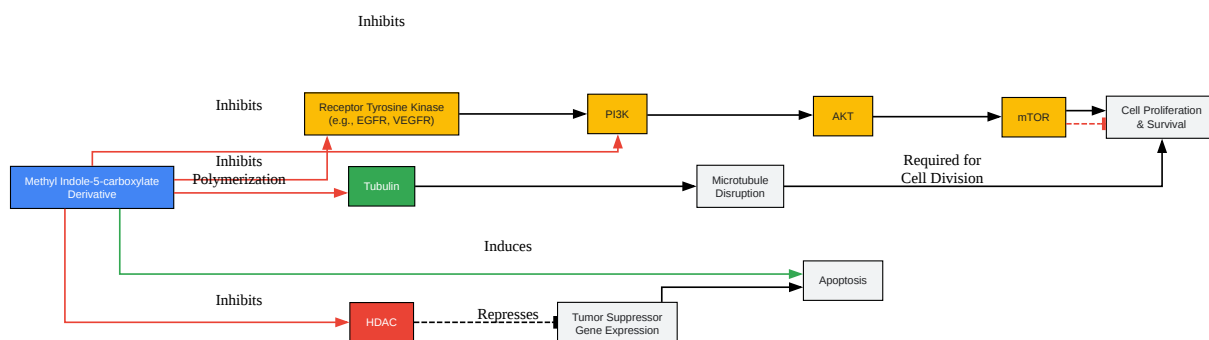 Inhibits
Inhibits
Receptor Tyrosine Kinase
(e.g., EGFR, VEGFR)
PI3K
AKT
mTOR
Cell Proliferation
& Survival
Inhibits
Polymerization
Methyl Indole-5-carboxylate
Derivative
Tubulin
Microtubule
Disruption
Required for
Cell Division
Induces
Apoptosis
Inhibits
HDAC
Represses
Tumor Suppressor
Gene Expression